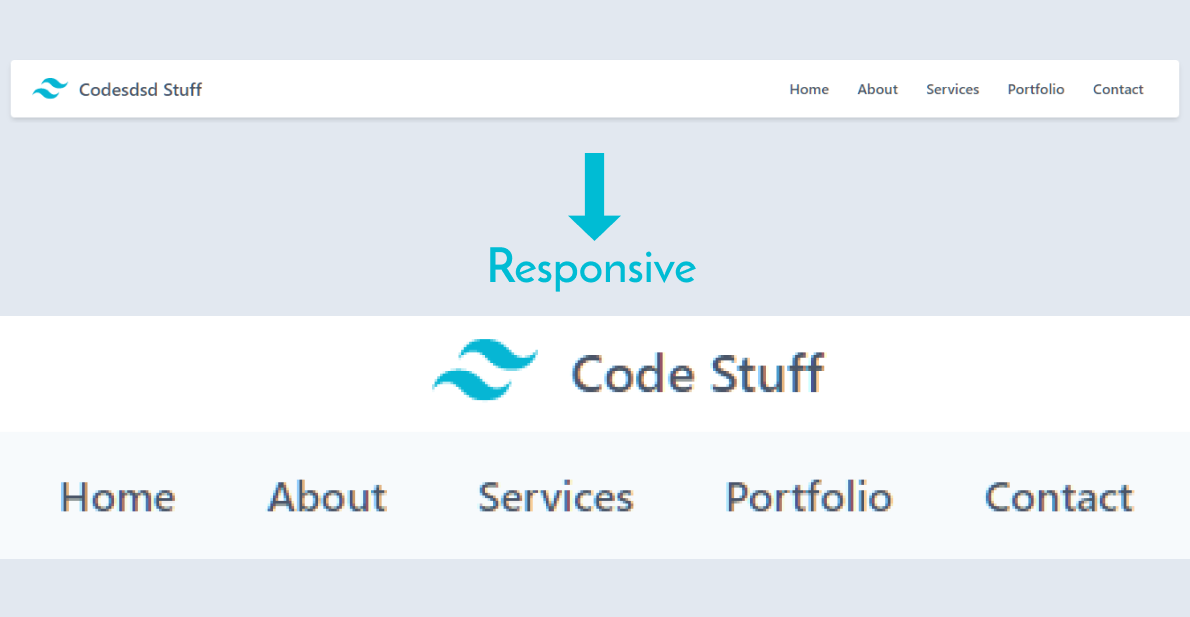 Codesdsd Stuff Home About Services Portfolio Contact
Responsive
Code Stuff
Home About Services Portfolio Contact